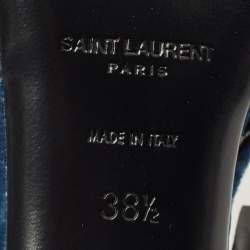 SAINT LAURENT
PARIS
MADE IN ITALY
38½